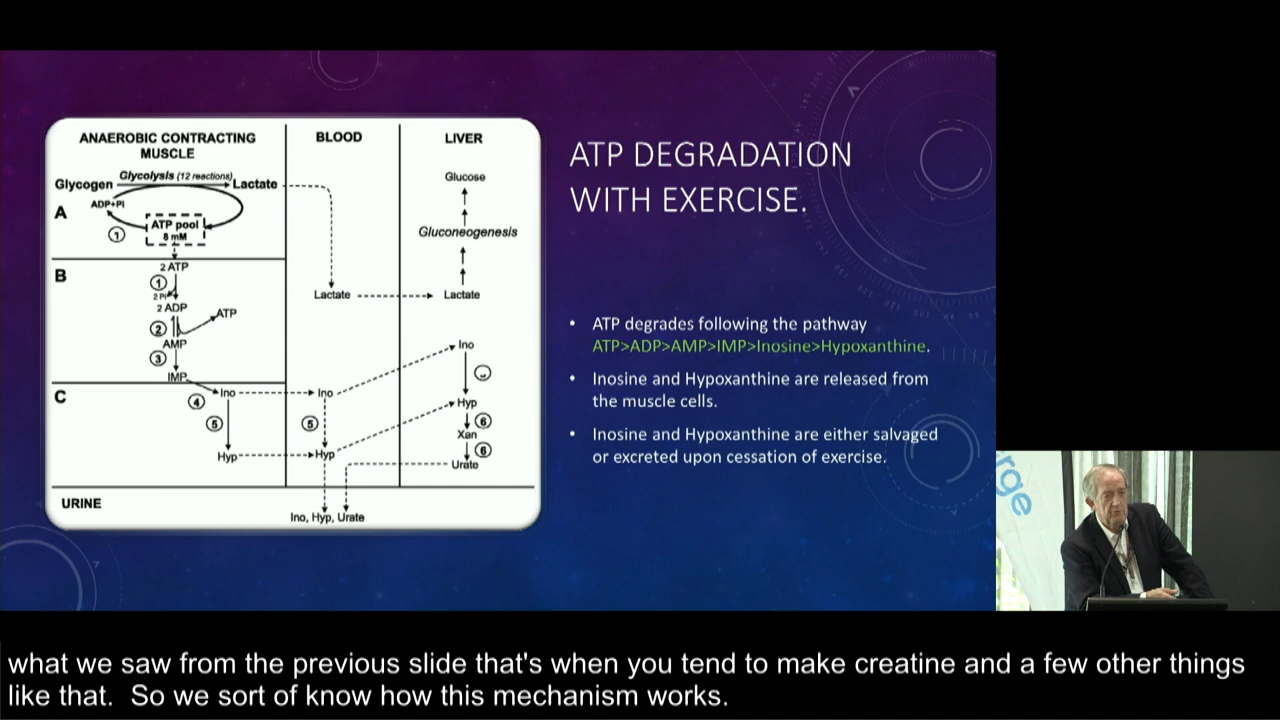 ANAEROBIC CONTRACTING
MUSCLE
BLOOD
LIVER
Glycolysis (12 reactions)
Glycogen
Lactate
Glucose
ADP+Pi
A
ATP pool
8 mM
1
Gluconeogenesis
B
2 ATP
1
2 Pi
2 ADP
ATP
2
AMP
3
IMP
Lactate
Lactate
Ino
C
4
Ino
Ino
Hyp
5
5
6
Xan
6
Hyp
Hyp
Urate
URINE
Ino, Hyp, Urate
ATP DEGRADATION
WITH EXERCISE.
• ATP degrades following the pathway
ATP>ADP>AMP>IMP>Inosine>Hypoxanthine.
• Inosine and Hypoxanthine are released from
the muscle cells.
• Inosine and Hypoxanthine are either salvaged
or excreted upon cessation of exercise.
rge
what we saw from the previous slide that's when you tend to make creatine and a few other things
like that. So we sort of know how this mechanism works.